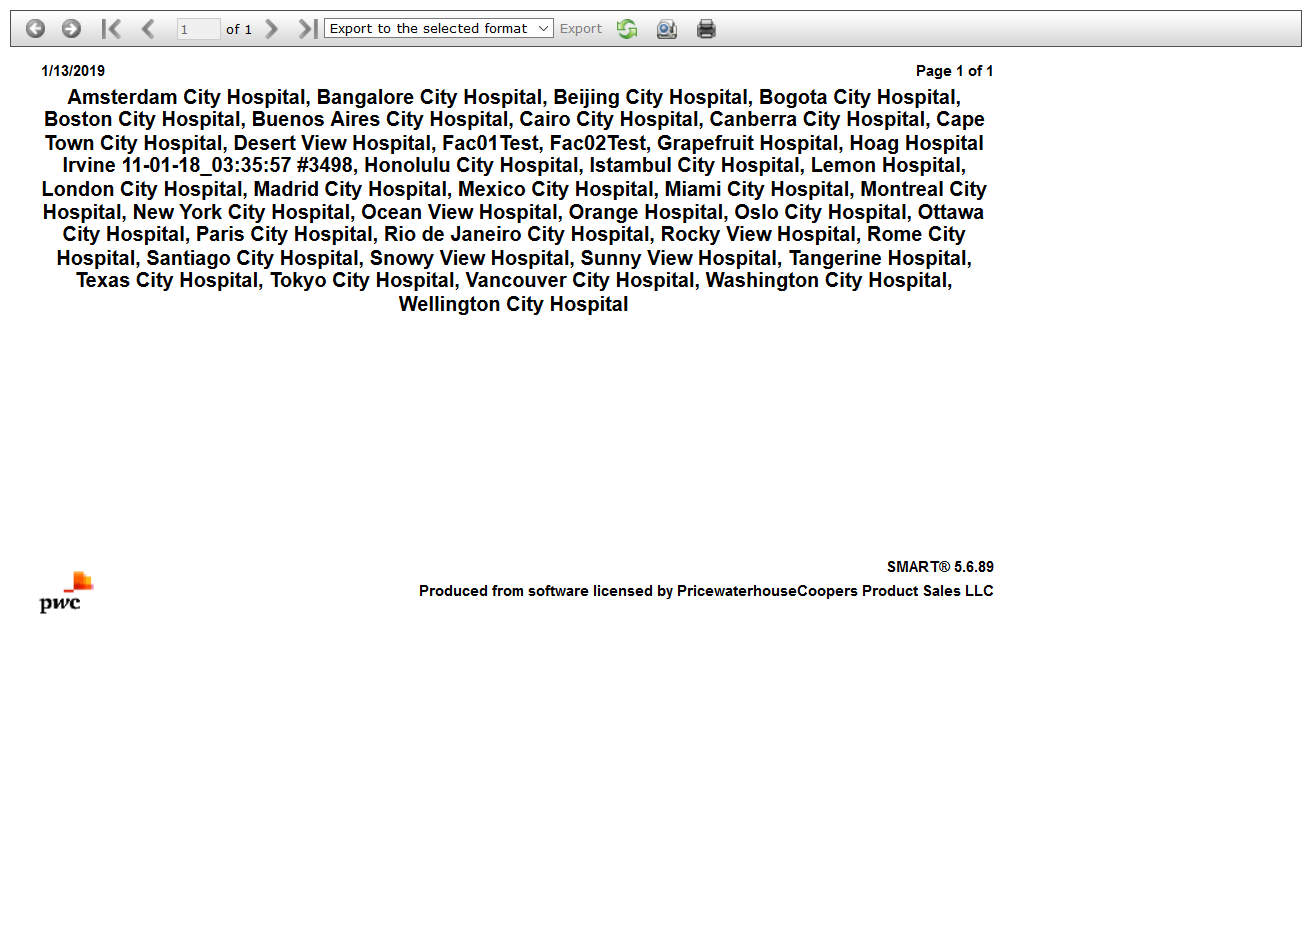 1 of 1 Export to the selected format Export
1/13/2019 Page 1 of 1
Amsterdam City Hospital, Bangalore City Hospital, Beijing City Hospital, Bogota City Hospital,
Boston City Hospital, Buenos Aires City Hospital, Cairo City Hospital, Canberra City Hospital, Cape
Town City Hospital, Desert View Hospital, Fac01Test, Fac02Test, Grapefruit Hospital, Hoag Hospital
Irvine 11-01-18_03:35:57 #3498, Honolulu City Hospital, Istambul City Hospital, Lemon Hospital,
London City Hospital, Madrid City Hospital, Mexico City Hospital, Miami City Hospital, Montreal City
Hospital, New York City Hospital, Ocean View Hospital, Orange Hospital, Oslo City Hospital, Ottawa
City Hospital, Paris City Hospital, Rio de Janeiro City Hospital, Rocky View Hospital, Rome City
Hospital, Santiago City Hospital, Snowy View Hospital, Sunny View Hospital, Tangerine Hospital,
Texas City Hospital, Tokyo City Hospital, Vancouver City Hospital, Washington City Hospital,
Wellington City Hospital
SMART® 5.6.89
Produced from software licensed by PricewaterhouseCoopers Product Sales LLC
pwc